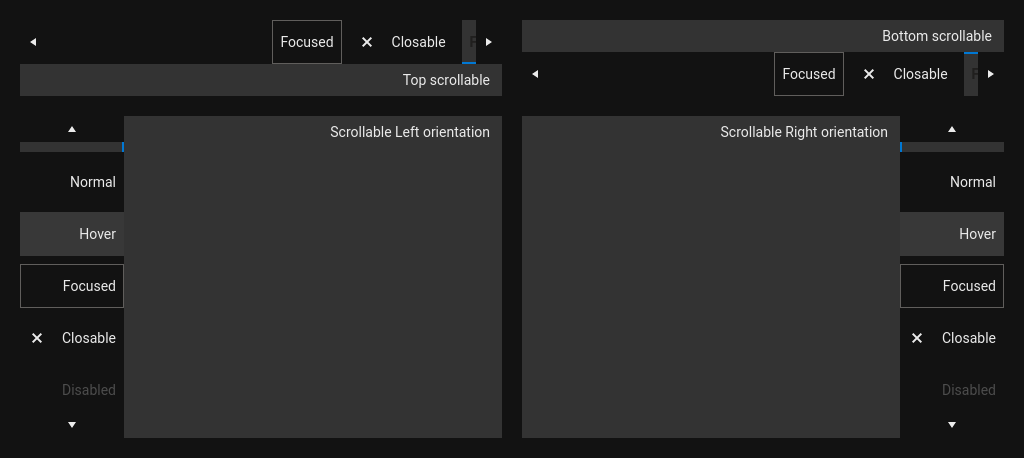 Focused
Closable
Top scrollable
Bottom scrollable
Focused
Closable
Scrollable Left orientation
Normal
Hover
Focused
Closable
Disabled
Scrollable Right orientation
Normal
Hover
Focused
Closable
Disabled